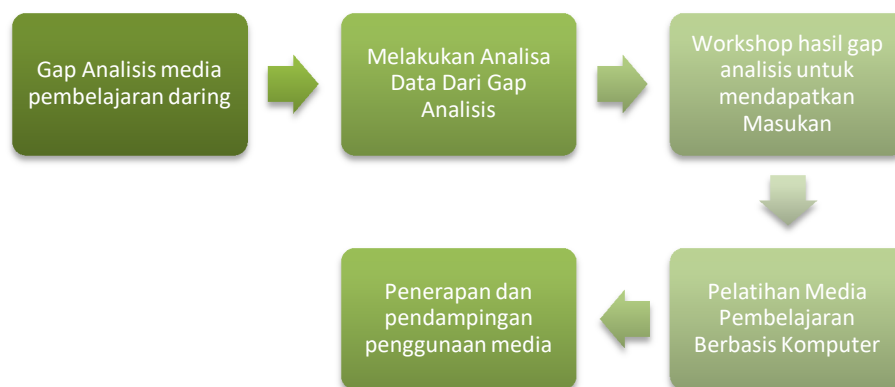 Gap Analisis media
pembelajaran daring
Melakukan Analisa
Data Dari Gap
Analisis
Workshop hasil gap
analisis untuk
mendapatkan
Masukan
Pelatihan Media
Pembelajaran
Berbasis Komputer
Penerapan dan
pendampingan
penggunaan media